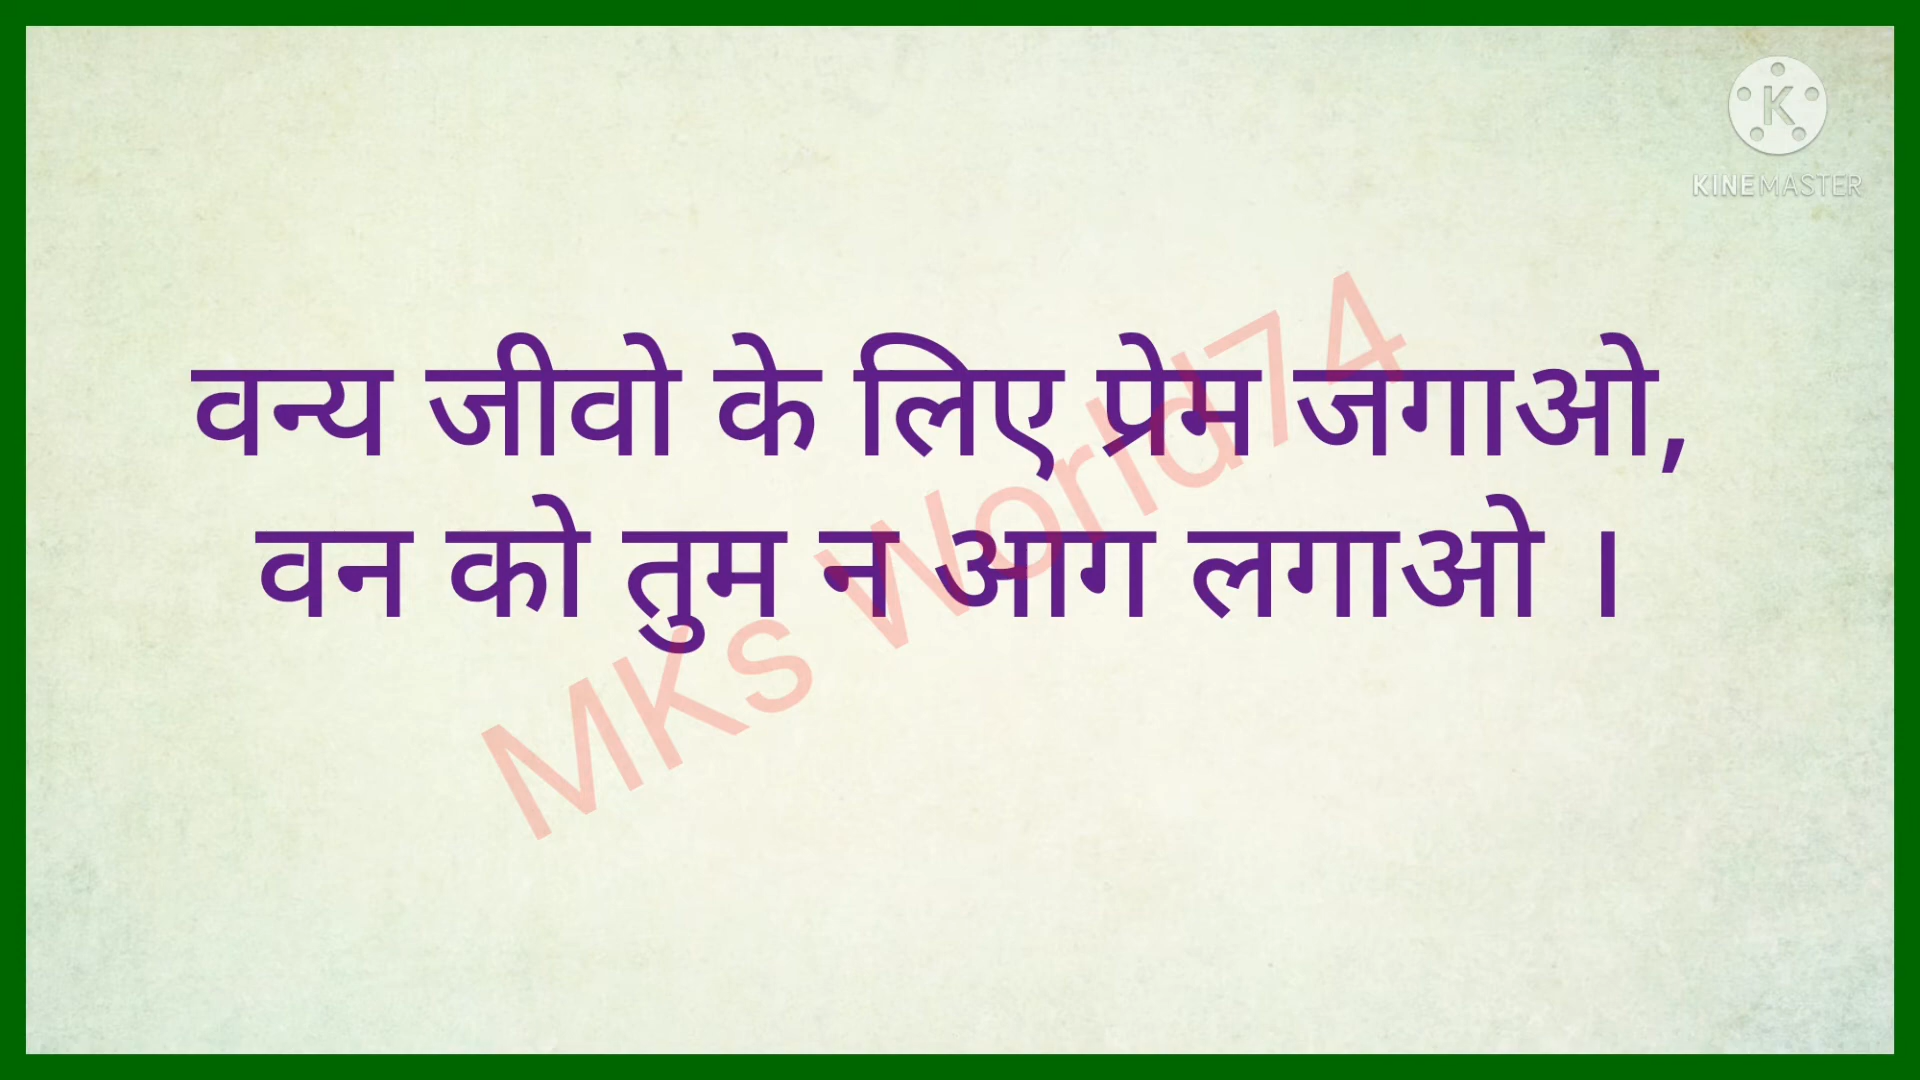 KINEMASTER
वन्य जीवो के लिए प्रेम जगाओ,
वन को तुम न आग लगाओ ।
MKs World74